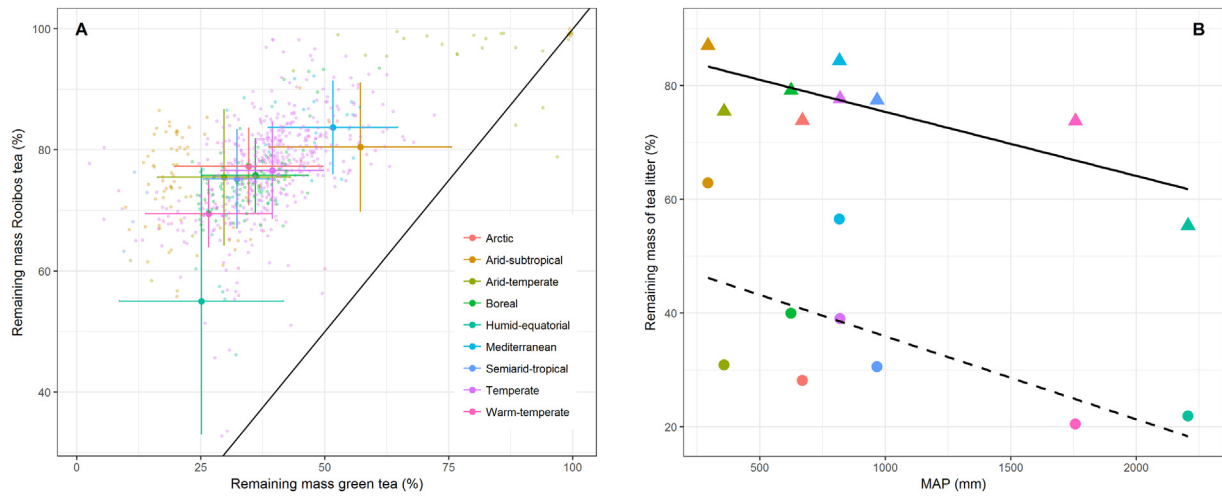 A
Remaining mass Rooibos tea (%)
100
80
60
40
0
25
50
75
100
Remaining mass green tea (%)
Arctic
Arid-subtropical
Arid-temperate
Boreal
Humid-equatorial
Mediterranean
Semiarid-tropical
Temperate
Warm-temperate
B
Remaining mass of tea litter (%)
80
60
40
20
500
1000
1500
2000
MAP (mm)